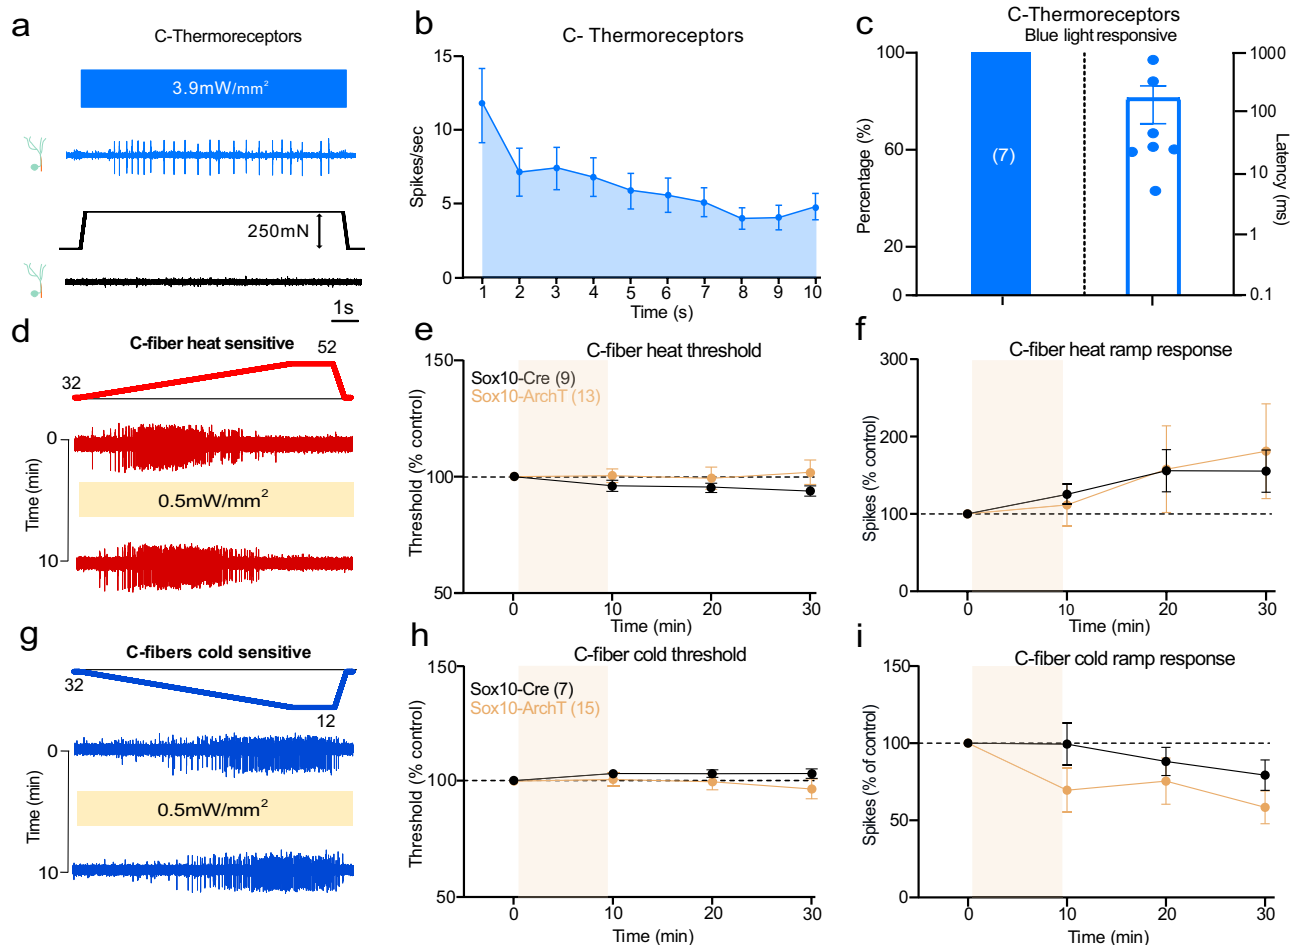 a
C-Thermoreceptors
3.9mW/mm²
250mN
1s
b
C- Thermoreceptors
Spikes/sec
15
10
5
0
1 2 3 4 5 6 7 8 9 10
Time (s)
c
C-Thermoreceptors
Blue light responsive
Percentage (%)
100
60
20
0
(7)
1000
100
10
1
0.1
Latency (ms)
d
C-fiber heat sensitive
32
52
Time (min)
0
0.5mW/mm²
10
e
C-fiber heat threshold
Threshold (% control)
150
100
50
Sox10-Cre (9)
Sox10-ArchT (13)
0 10 20 30
Time (min)
f
C-fiber heat ramp response
Spikes (% control)
300
200
100
0
0 10 20 30
Time (min)
g
C-fibers cold sensitive
32
12
Time (min)
0
0.5mW/mm²
10
h
C-fiber cold threshold
Threshold (% control)
150
100
50
Sox10-Cre (7)
Sox10-ArchT (15)
0 10 20 30
Time (min)
i
C-fiber cold ramp response
Spikes (% of control)
150
100
50
0
0 10 20 30
Time (min)